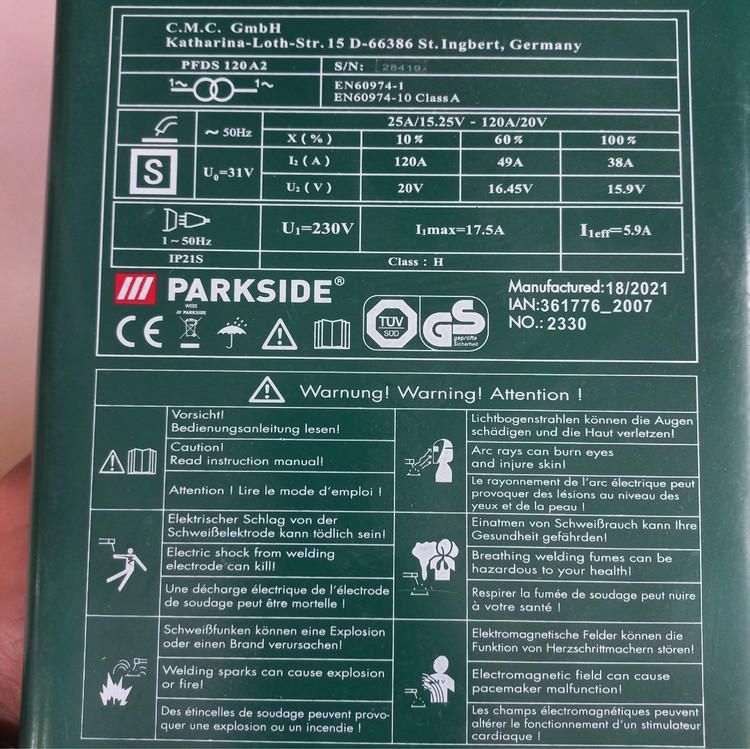 C.M.C. GmbH
Katharina-Loth-Str. 15 D-66386 St. Ingbert, Germany
PFDS 120 A2
S/N:
1~ 1~
EN60974-1
EN60974-10 Class A
~ 50Hz
25A/15.25V - 120A/20V
X ( % ) 10% 60% 100%
S
U₀=31V
I₂ ( A ) 120A 49A 38A
U₂ ( V ) 20V 16.45V 15.9V
1 ~ 50Hz
U₁=230V I₁max=17.5A I₁eff=5.9A
IP21S Class : H
/// PARKSIDE®
WEEE
/// PARKSIDE
CE
TÜV
SÜD
GS
geprüfte
Sicherheit
Manufactured:18/2021
IAN:361776_2007
NO.: 2330
Warnung! Warning! Attention !
Vorsicht!
Bedienungsanleitung lesen!
Caution!
Read instruction manual!
Attention ! Lire le mode d'emploi !
Lichtbogenstrahlen können die Augen
schädigen und die Haut verletzen!
Arc rays can burn eyes
and injure skin!
Le rayonnement de l'arc électrique peut
provoquer des lésions au niveau des
yeux et de la peau !
Elektrischer Schlag von der
Schweißelektrode kann tödlich sein!
Electric shock from welding
electrode can kill!
Une décharge électrique de l'électrode
de soudage peut être mortelle !
Einatmen von Schweißrauch kann Ihre
Gesundheit gefährden!
Breathing welding fumes can be
hazardous to your health!
Respirer la fumée de soudage peut nuire
à votre santé !
Schweißfunken können eine Explosion
oder einen Brand verursachen!
Welding sparks can cause explosion
or fire!
Des étincelles de soudage peuvent provo-
quer une explosion ou un incendie !
Elektromagnetische Felder können die
Funktion von Herzschrittmachern stören!
Electromagnetic field can cause
pacemaker malfunction!
Les champs électromagnétiques peuvent
altérer le fonctionnement d'un stimulateur
cardiaque !